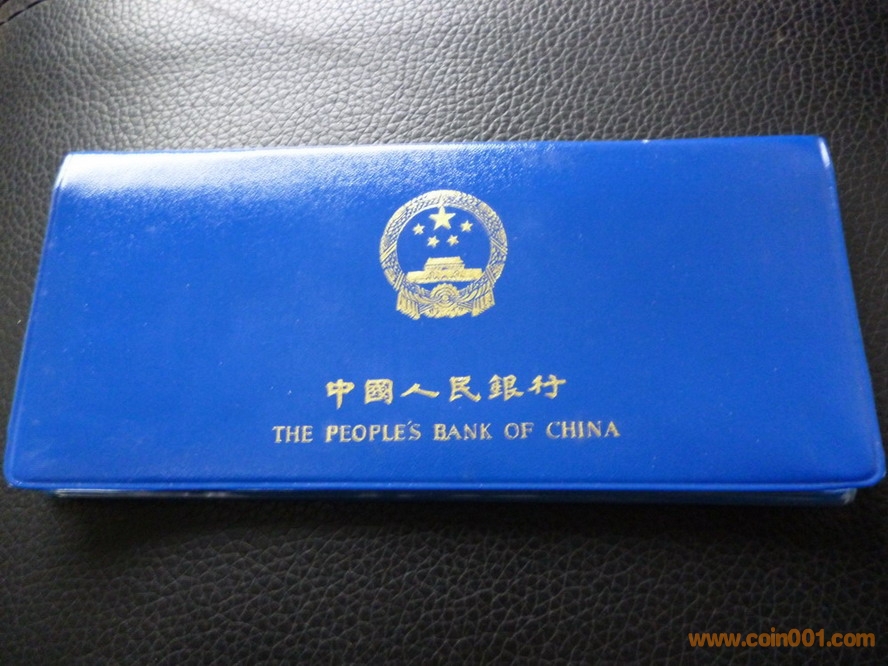 中國人民銀行
THE PEOPLE'S BANK OF CHINA
www.coin001.com